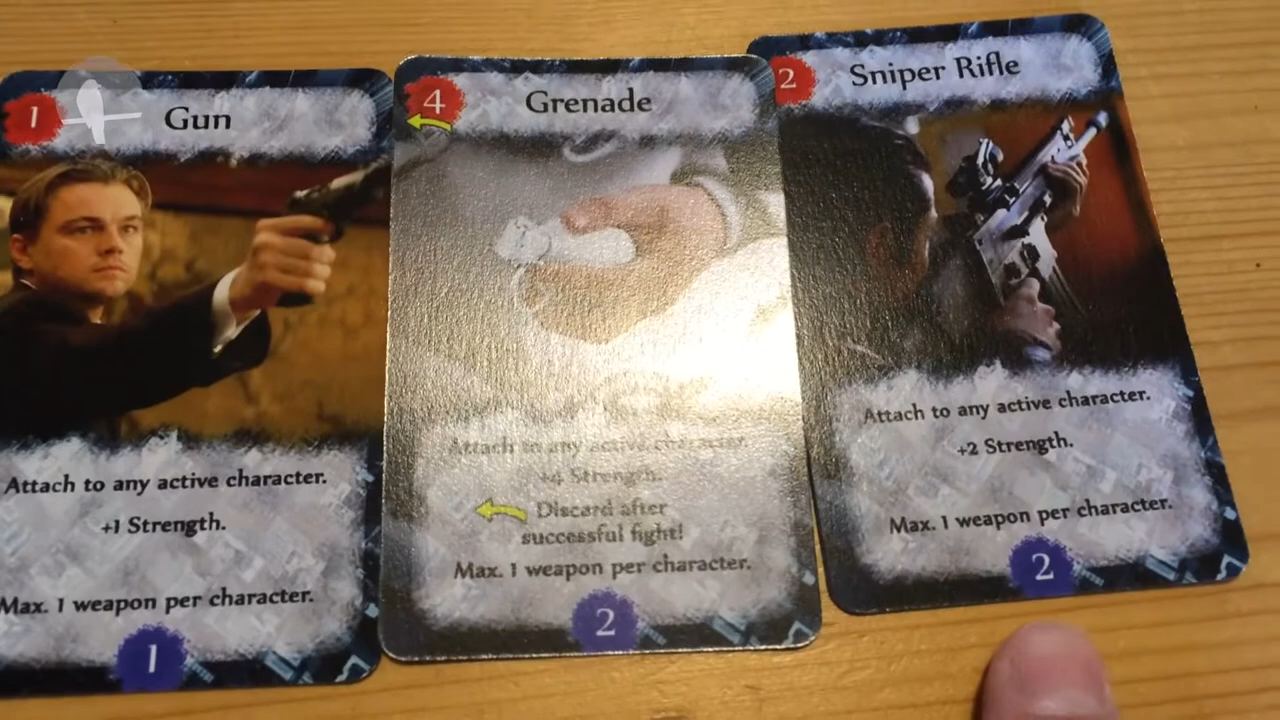 1
Gun
Attach to any active character.
+1 Strength.
Max. 1 weapon per character.
1
4
Grenade
Attach to any active character.
+4 Strength.
Discard after
successful fight!
Max. 1 weapon per character.
2
2
Sniper Rifle
Attach to any active character.
+2 Strength.
Max. 1 weapon per character.
2